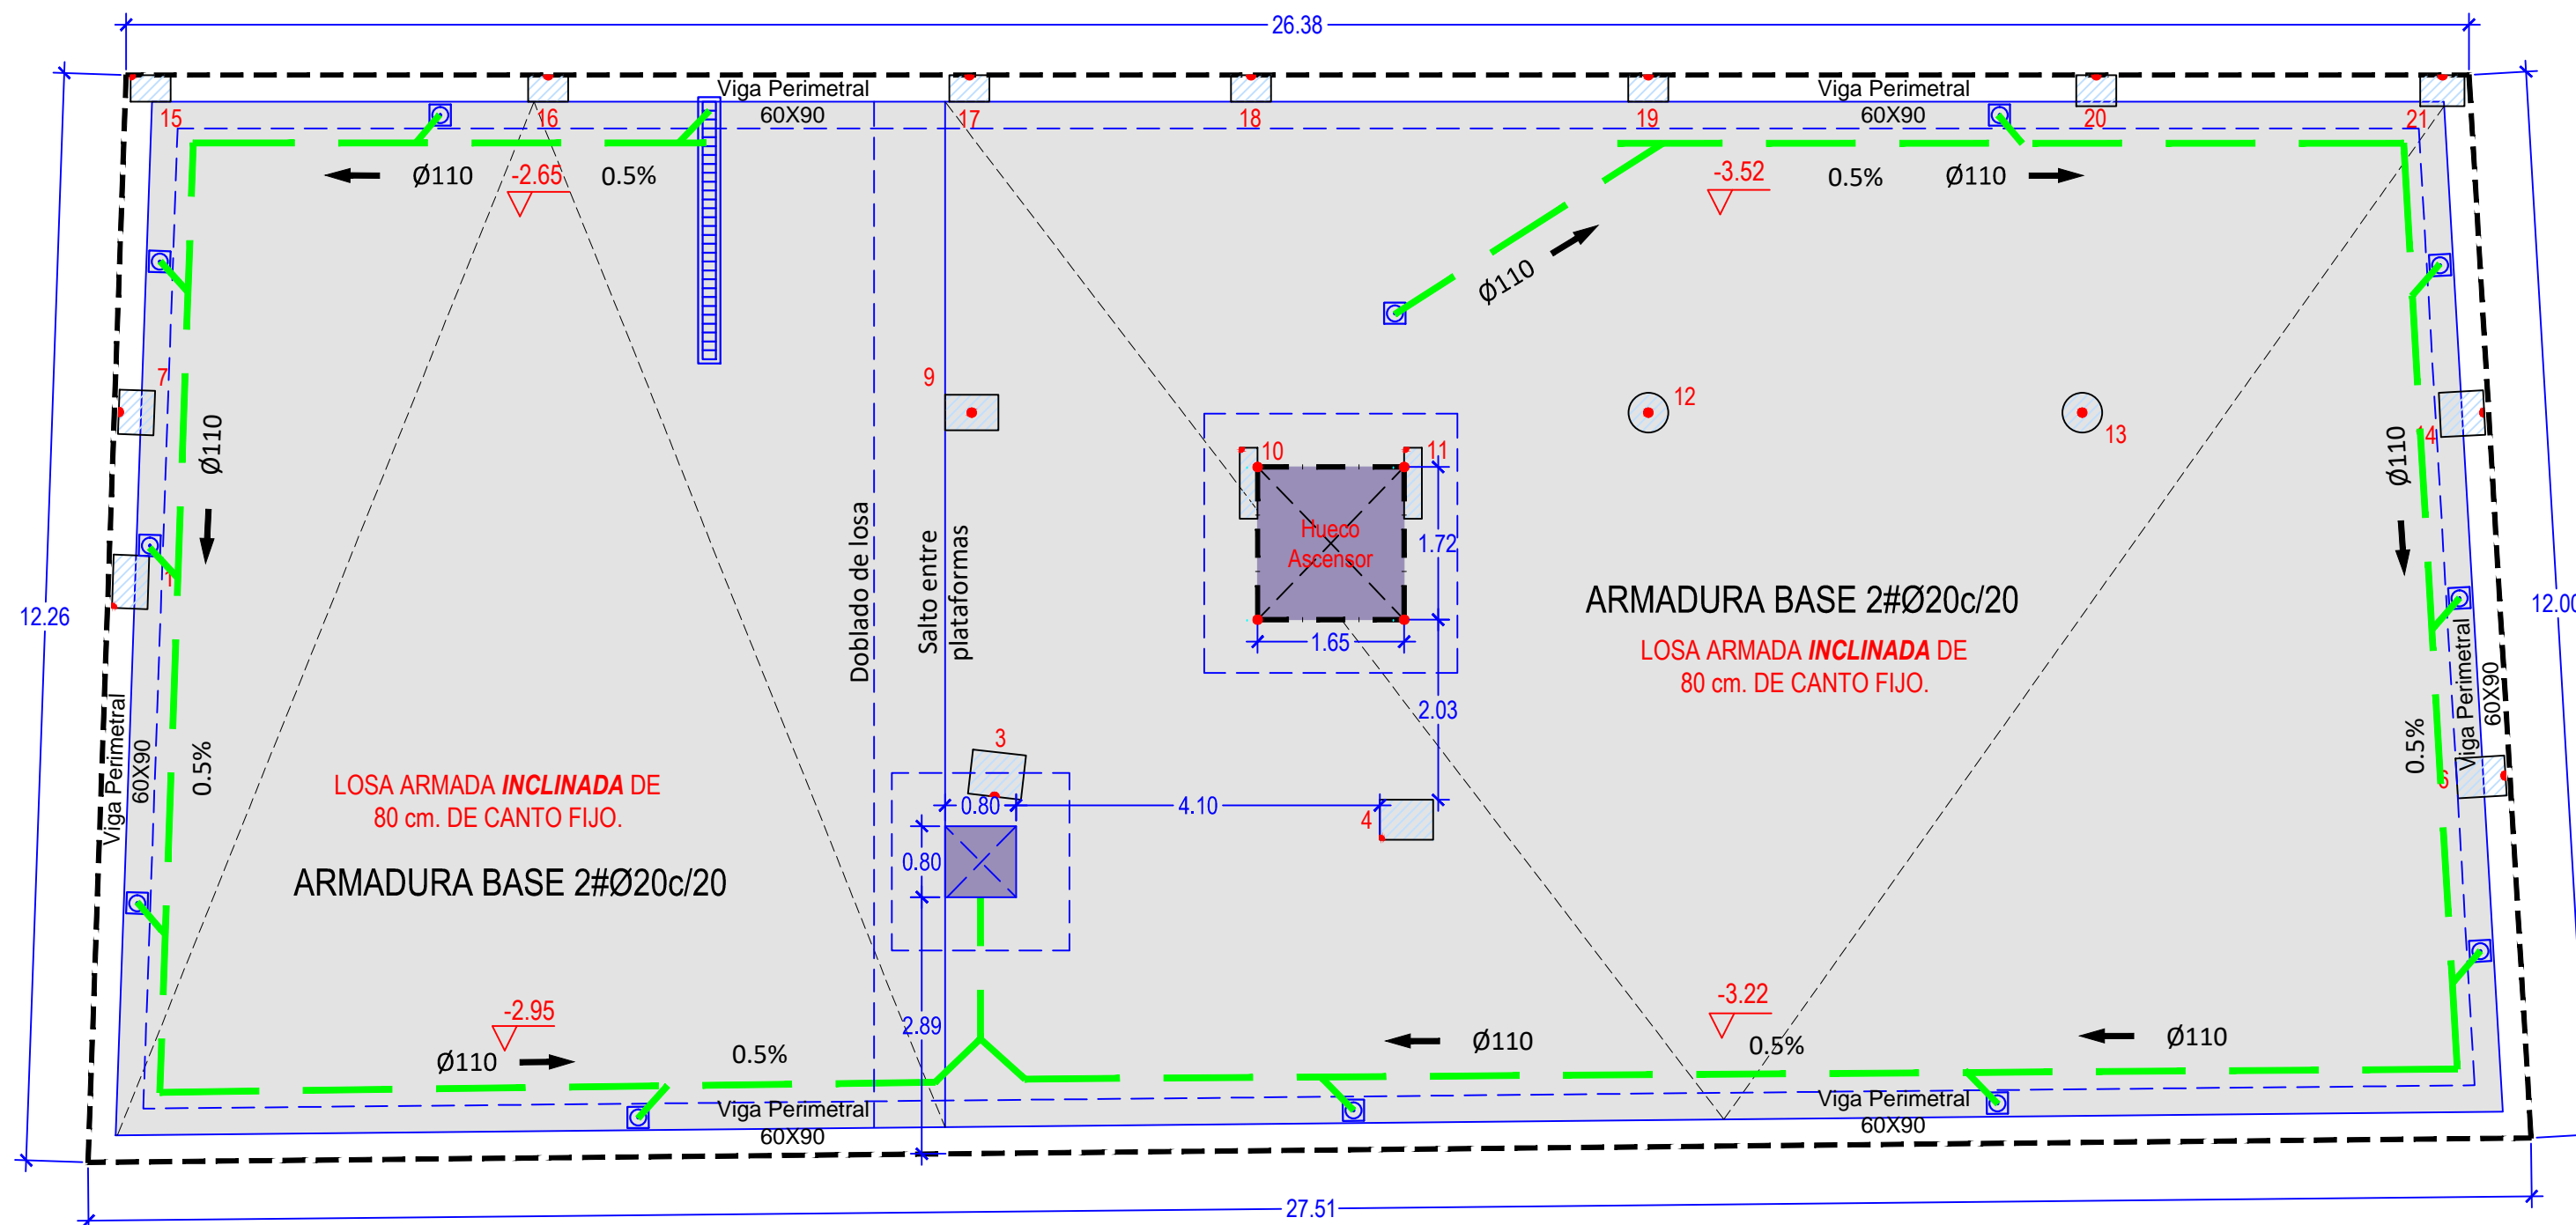 26.38
Viga Perimetral
60X90
Viga Perimetral
60X90
15
16
17
18
19
20
21
Ø110
-2.65
0.5%
-3.52
0.5%
Ø110
Ø110
7
9
12
13
14
10
11
Ø110
Ø110
Hueco
Ascensor
1.72
1.65
1
12.26
12.00
Doblado de losa
Salto entre
plataformas
ARMADURA BASE 2#Ø20c/20
LOSA ARMADA INCLINADA DE
80 cm. DE CANTO FIJO.
2.03
Viga Perimetral
60X90
0.5%
Viga Perimetral
60X90
0.5%
3
6
LOSA ARMADA INCLINADA DE
80 cm. DE CANTO FIJO.
0.80
4.10
4
0.80
ARMADURA BASE 2#Ø20c/20
-2.95
2.89
-3.22
Ø110
0.5%
Ø110
0.5%
Ø110
Viga Perimetral
60X90
Viga Perimetral
60X90
27.51